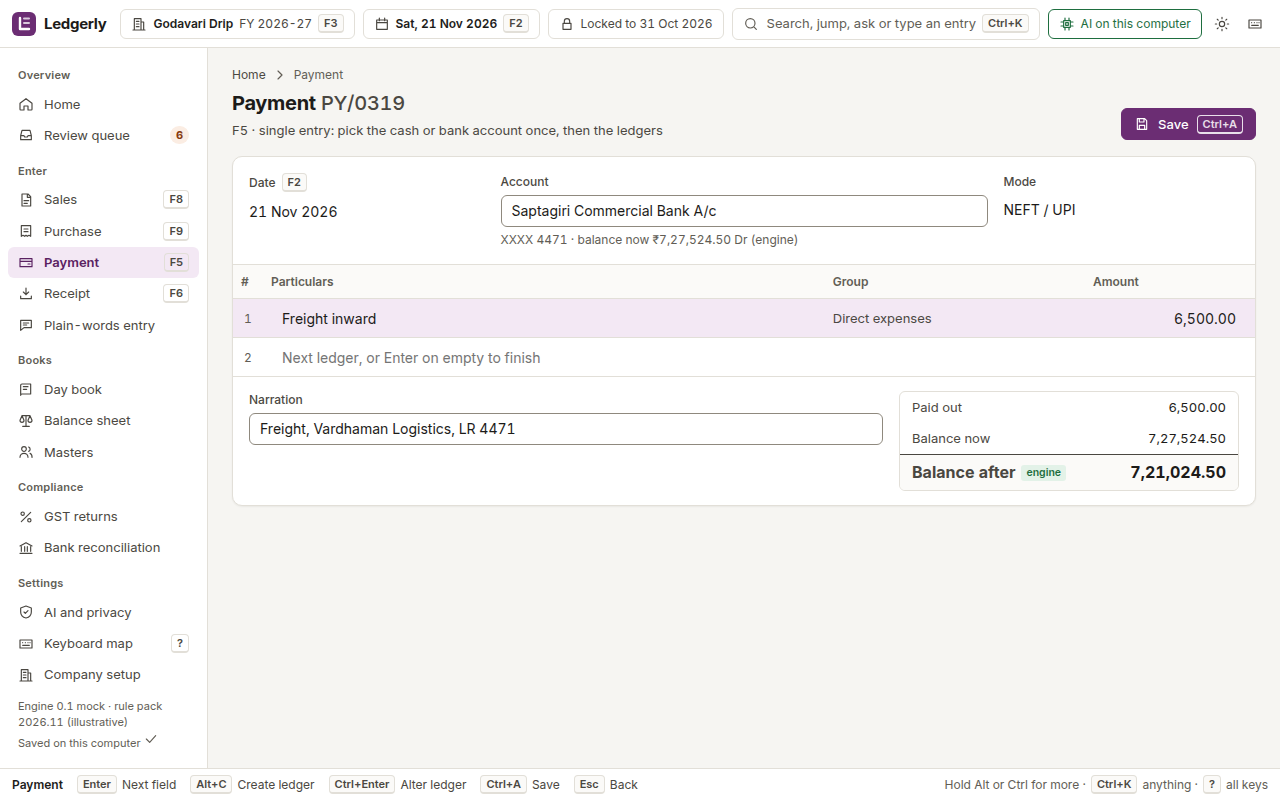 Ledgerly
Godavari Drip FY 2026-27 F3
Sat, 21 Nov 2026 F2
Locked to 31 Oct 2026
Search, jump, ask or type an entry Ctrl+K
AI on this computer
Overview
Home
Review queue 6
Enter
Sales F8
Purchase F9
Payment F5
Receipt F6
Plain-words entry
Books
Day book
Balance sheet
Masters
Compliance
GST returns
Bank reconciliation
Settings
AI and privacy
Keyboard map ?
Company setup
Engine 0.1 mock · rule pack
2026.11 (illustrative)
Saved on this computer
Home > Payment
Payment PY/0319
F5 · single entry: pick the cash or bank account once, then the ledgers
Save Ctrl+A
Date F2
21 Nov 2026
Account
Saptagiri Commercial Bank A/c
XXXX 4471 · balance now ₹7,27,524.50 Dr (engine)
Mode
NEFT / UPI
# Particulars Group Amount
1 Freight inward Direct expenses 6,500.00
2 Next ledger, or Enter on empty to finish
Narration
Freight, Vardhaman Logistics, LR 4471
Paid out 6,500.00
Balance now 7,27,524.50
Balance after engine 7,21,024.50
Payment Enter Next field Alt+C Create ledger Ctrl+Enter Alter ledger Ctrl+A Save Esc Back
Hold Alt or Ctrl for more · Ctrl+K anything · ? all keys